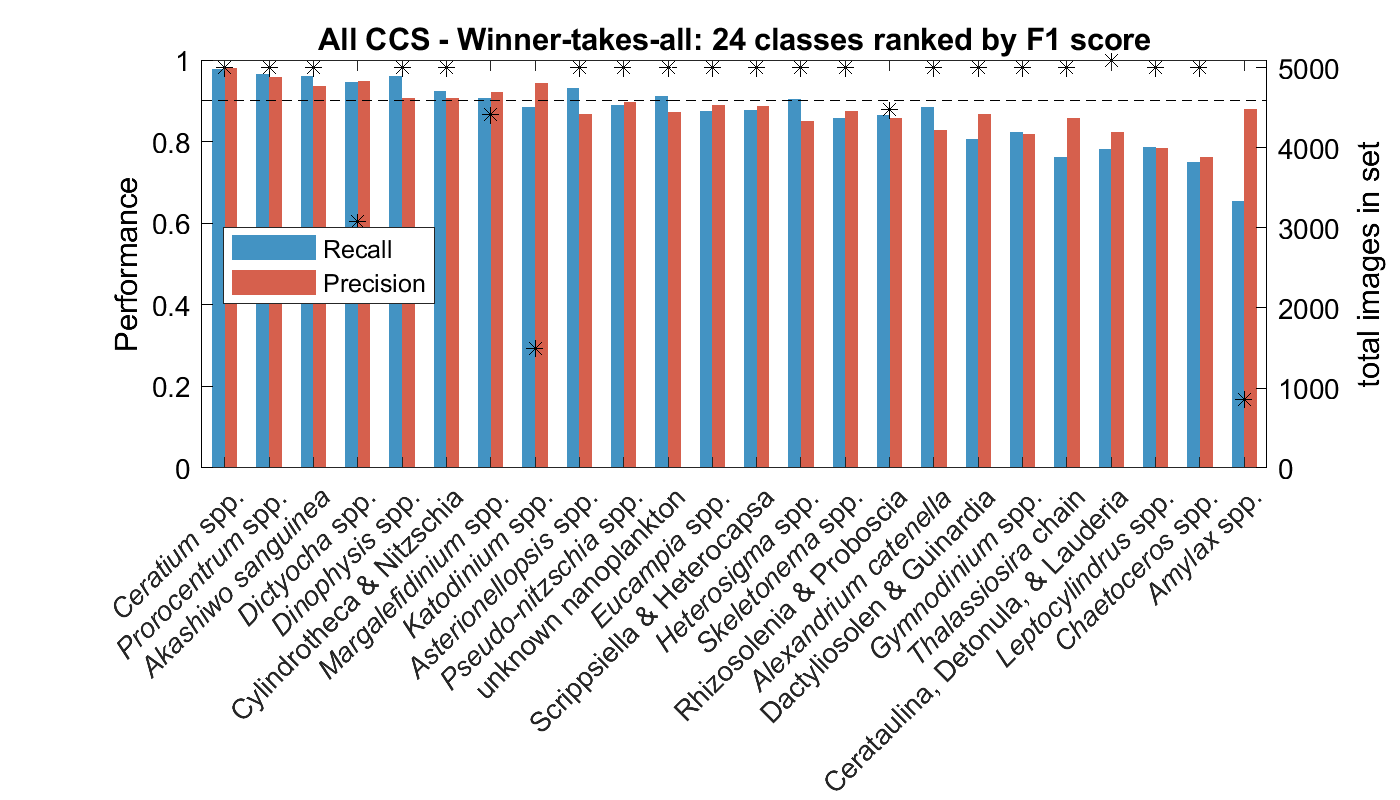 All CCS - Winner-takes-all: 24 classes ranked by F1 score
Performance
1
0.8
0.6
0.4
0.2
0
Recall
Precision
5000
4000
3000
2000
1000
0
total images in set
Ceratium spp.
Prorocentrum spp.
Akashiwo sanguinea
Dictyocha spp.
Dinophysis spp.
Cylindrotheca & Nitzschia
Margalefidinium spp.
Katodinium spp.
Asterionellopsis spp.
Pseudo-nitzschia spp.
unknown nanoplankton
Eucampia spp.
Scrippsiella & Heterocapsa
Heterosigma spp.
Skeletonema spp.
Rhizosolenia & Proboscia
Alexandrium catenella
Dactyliosolen & Guinardia
Gymnodinium spp.
Thalassiosira chain
Cerataulina, Detonula, & Lauderia
Leptocylindrus spp.
Chaetoceros spp.
Amylax spp.